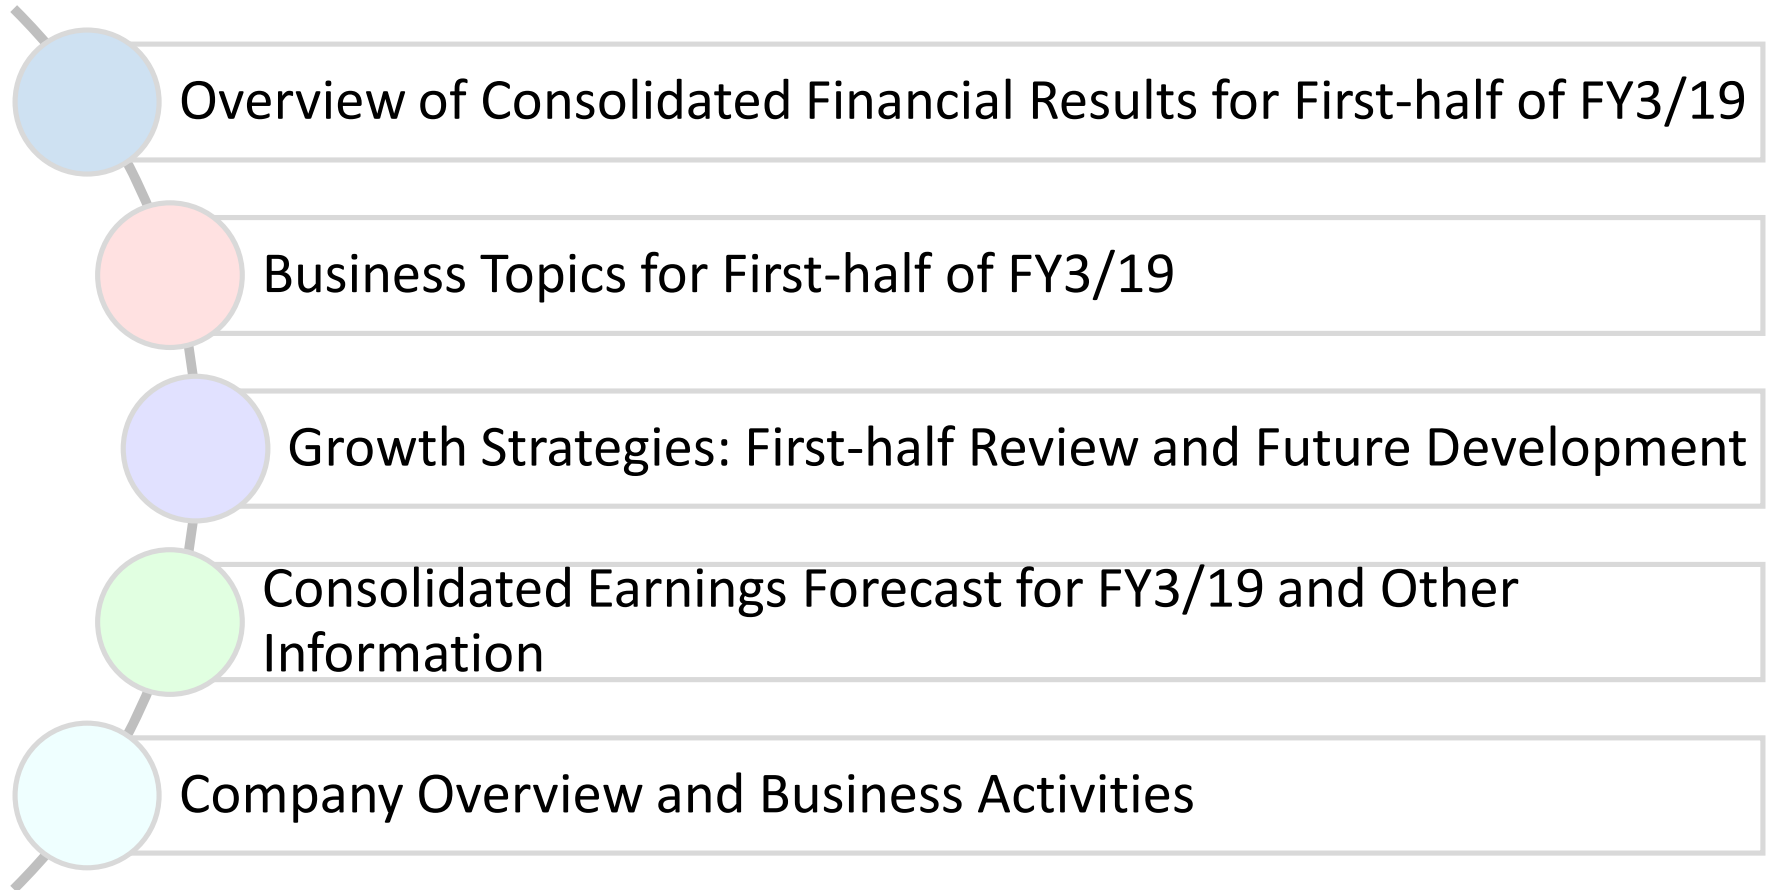 Overview of Consolidated Financial Results for First-half of FY3/19
Business Topics for First-half of FY3/19
Growth Strategies: First-half Review and Future Development
Consolidated Earnings Forecast for FY3/19 and Other
Information
Company Overview and Business Activities